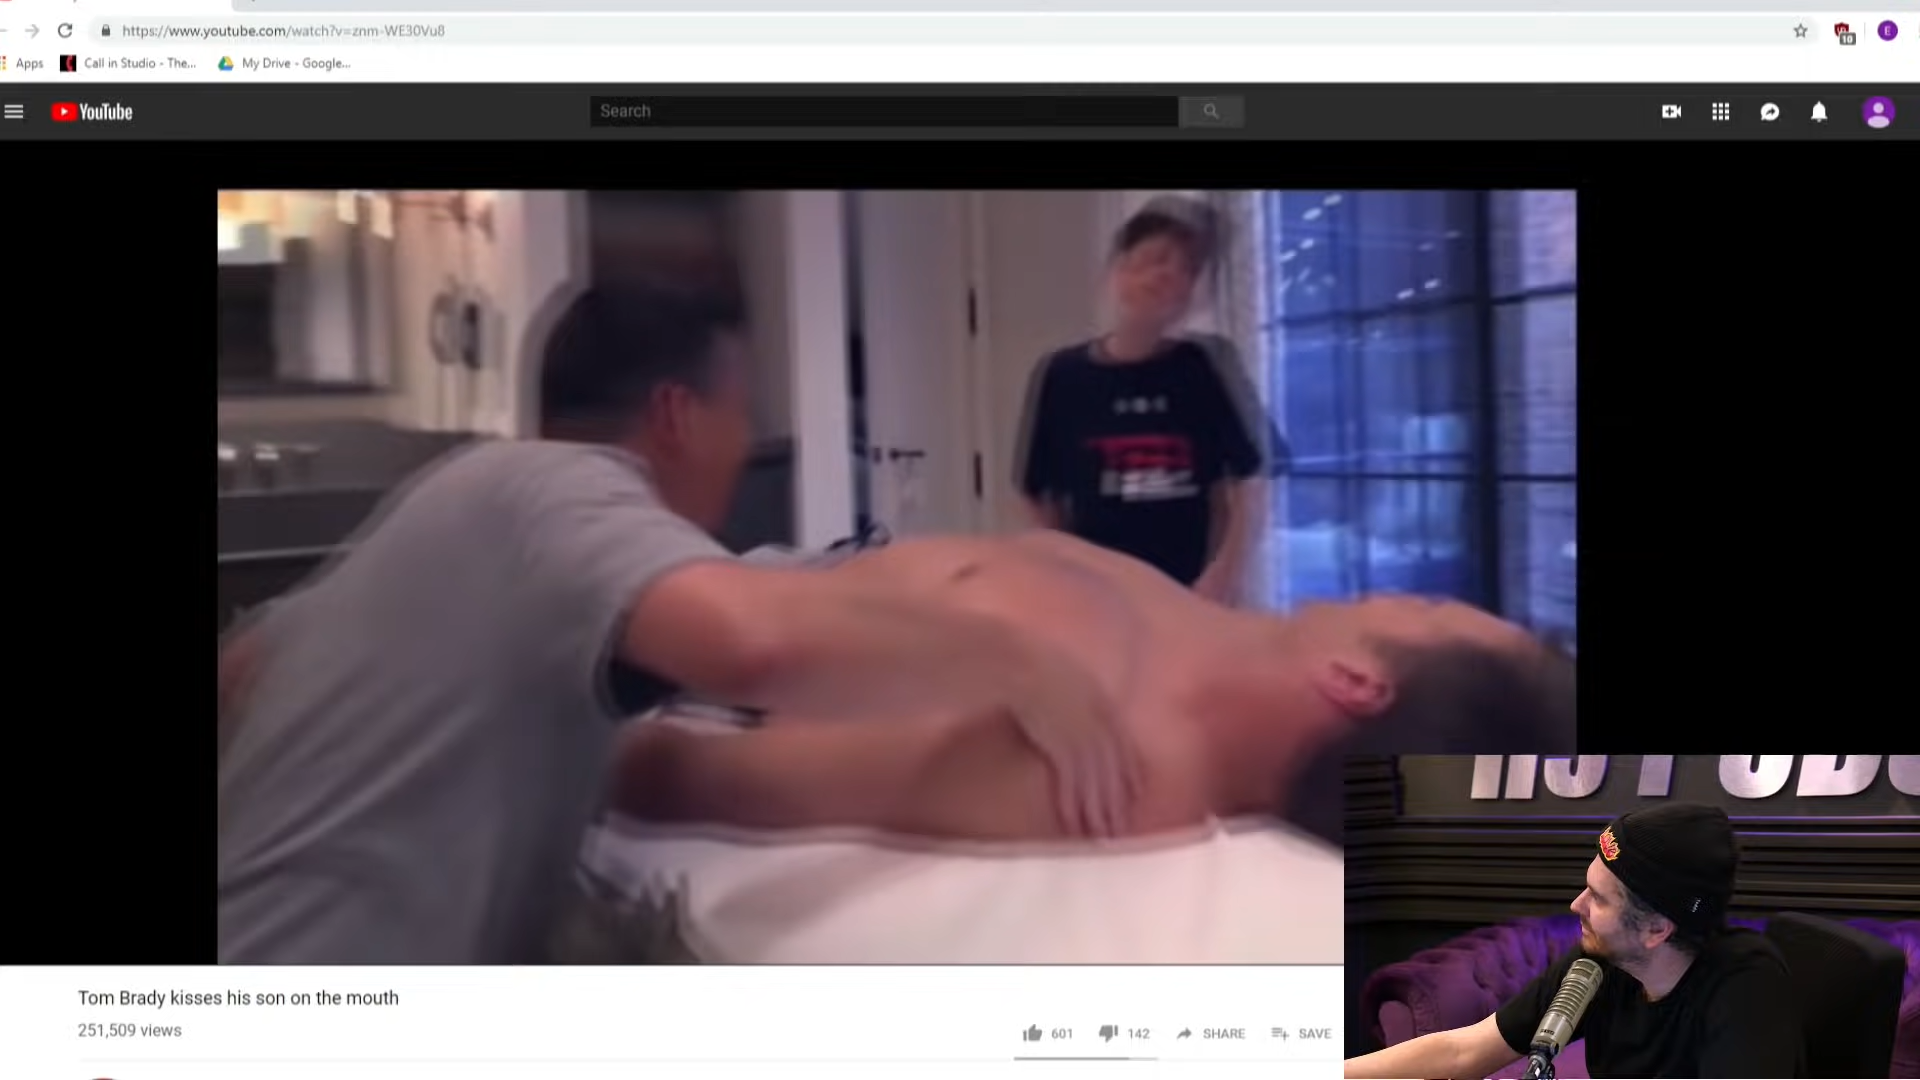 https://www.youtube.com/watch?v=znm-WE30Vu8
10
E
Apps
Call in Studio - The...
My Drive - Google...
YouTube
Search
Tom Brady kisses his son on the mouth
251,509 views
601
142
SHARE
SAVE